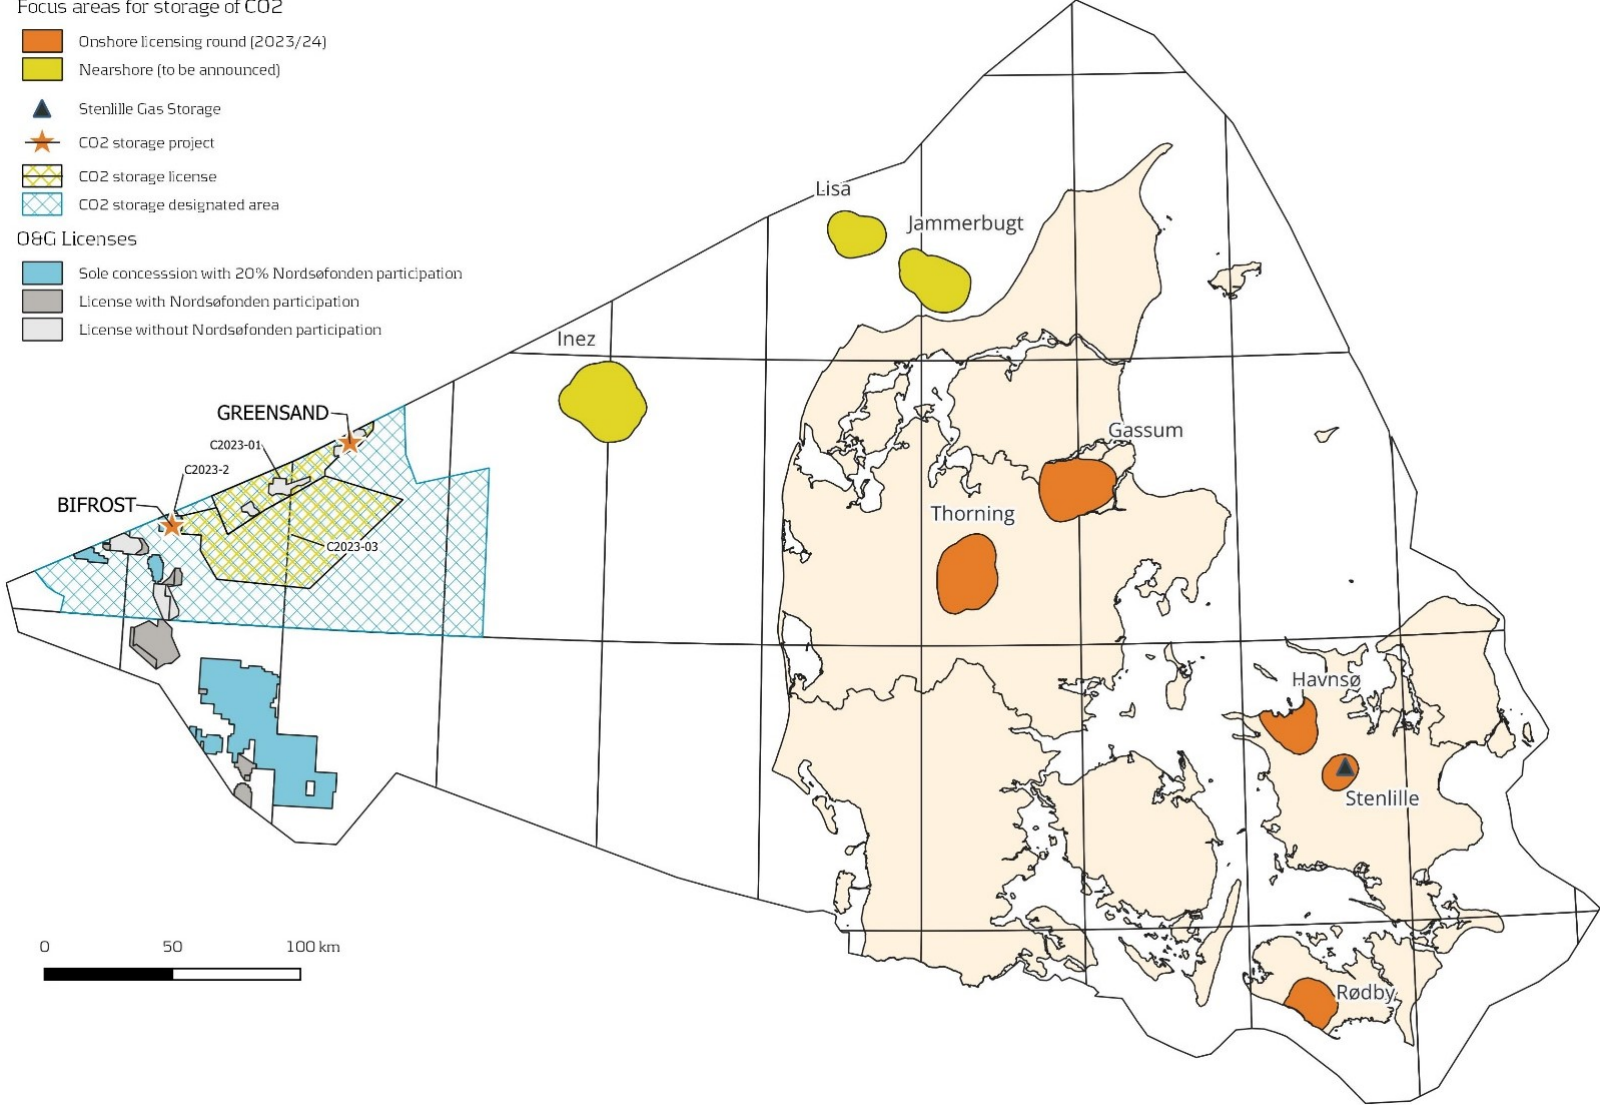 Focus areas for storage of CO2
Onshore licensing round (2023/24)
Nearshore (to be announced)
Stenlille Gas Storage
CO2 storage project
CO2 storage license
CO2 storage designated area
O&G Licenses
Sole concesssion with 20% Nordsøfonden participation
License with Nordsøfonden participation
License without Nordsøfonden participation
Lisa
Jammerbugt
Inez
GREENSAND
C2023-01
C2023-2
BIFROST
C2023-03
Gassum
Thorning
Havnsø
Stenlille
Rødby
0 50 100 km